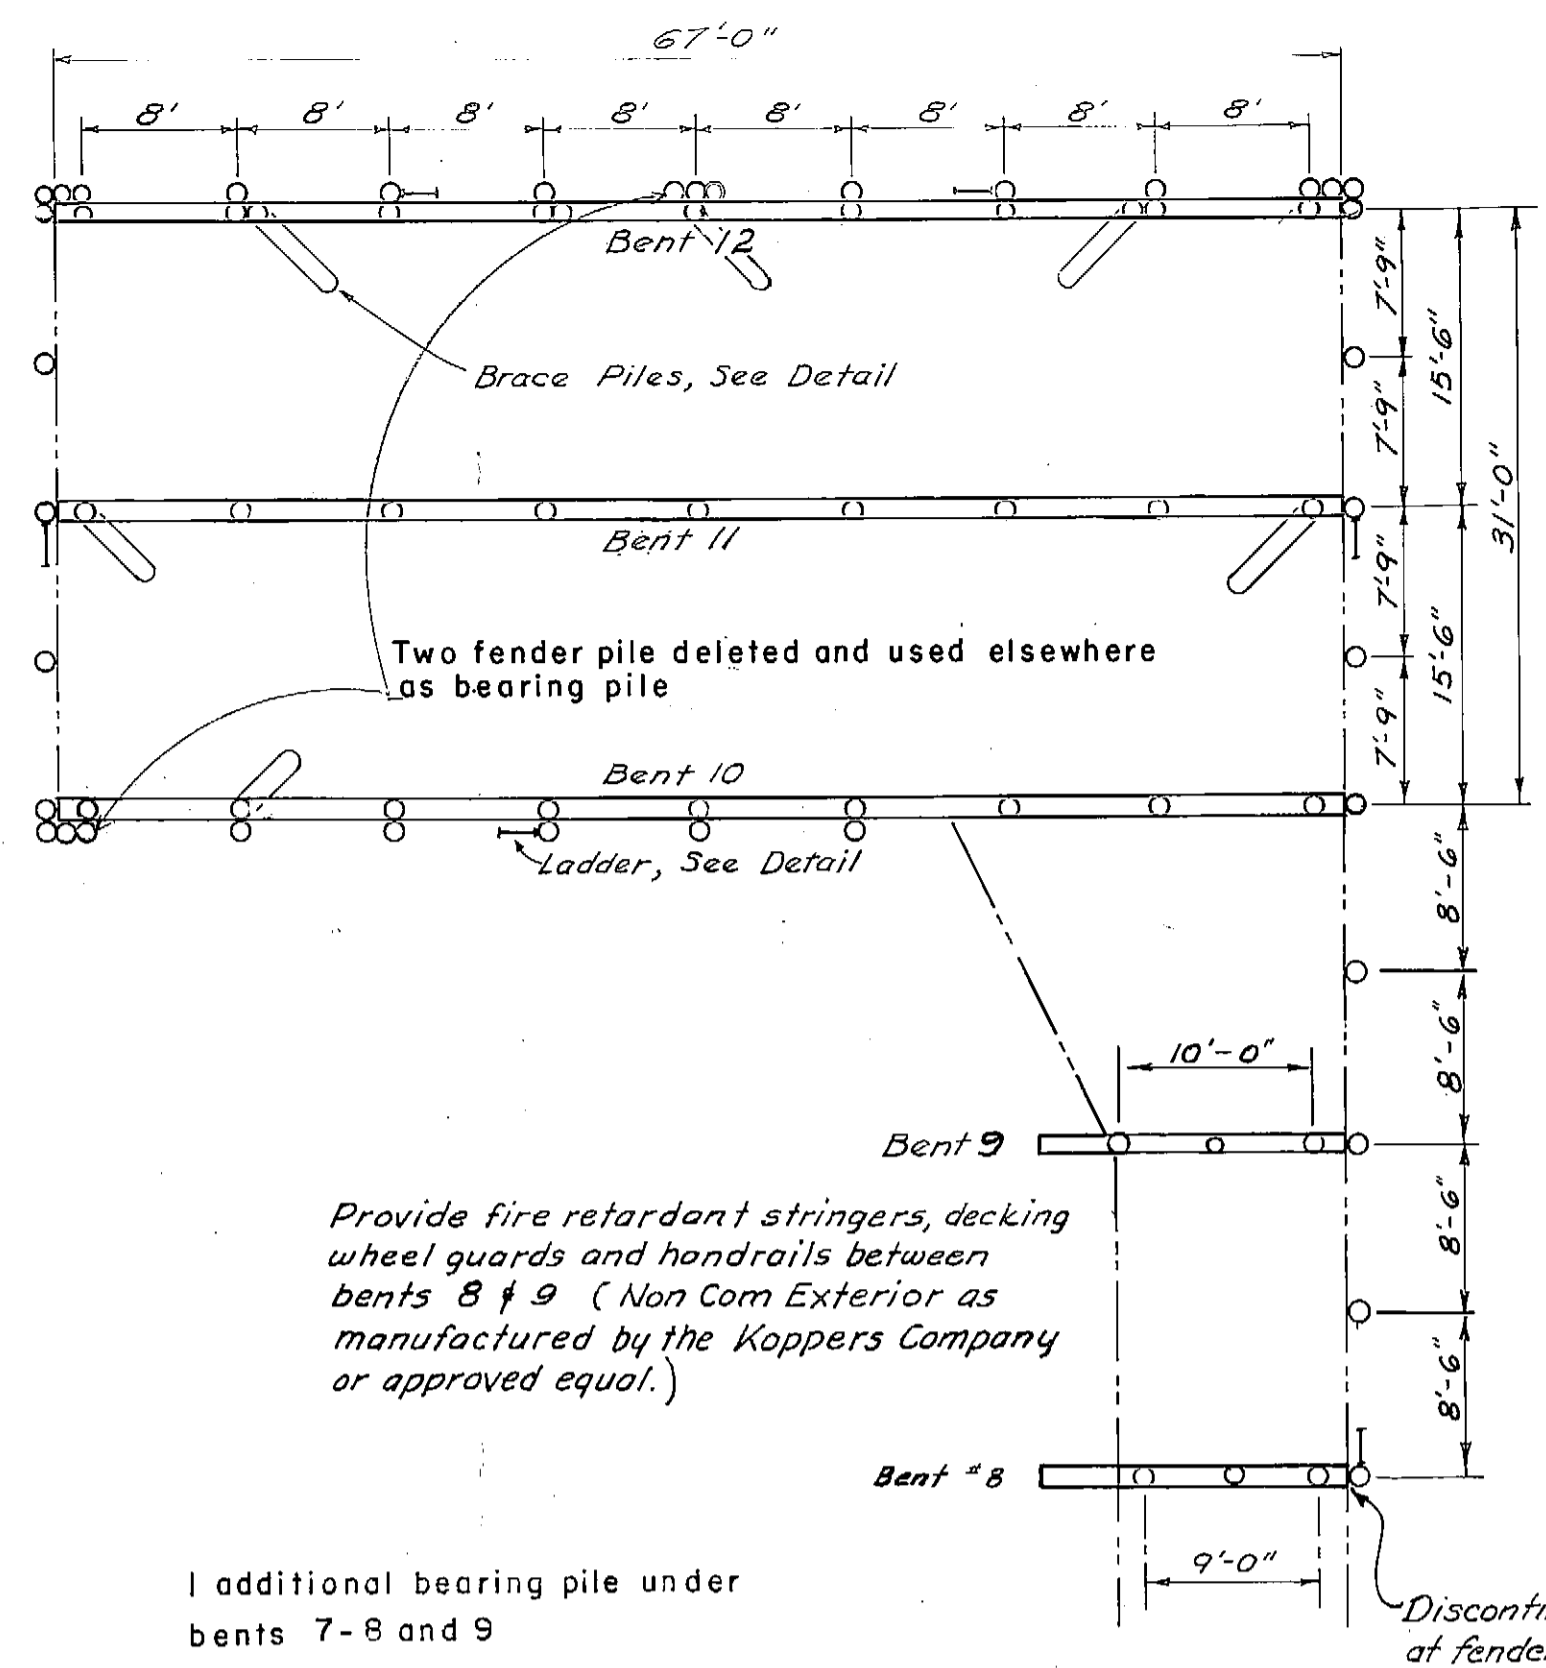 67'-0"
8' 8' 8' 8' 8' 8' 8' 8'
Bent 12
7'-9"
15'-6"
Brace Piles, See Detail
7'-9"
31'-0"
Bent 11
7'-9"
Two fender pile deleted and used elsewhere
as bearing pile
15'-6"
7'-9"
Bent 10
Ladder, See Detail
8'-6"
8'-6"
10'-0"
Bent 9
Provide fire retardant stringers, decking
wheel guards and handrails between
bents 8 & 9 (Non Com Exterior as
manufactured by the Koppers Company
or approved equal.)
8'-6"
8'-6"
Bent #8
9'-0"
1 additional bearing pile under
bents 7-8 and 9
at